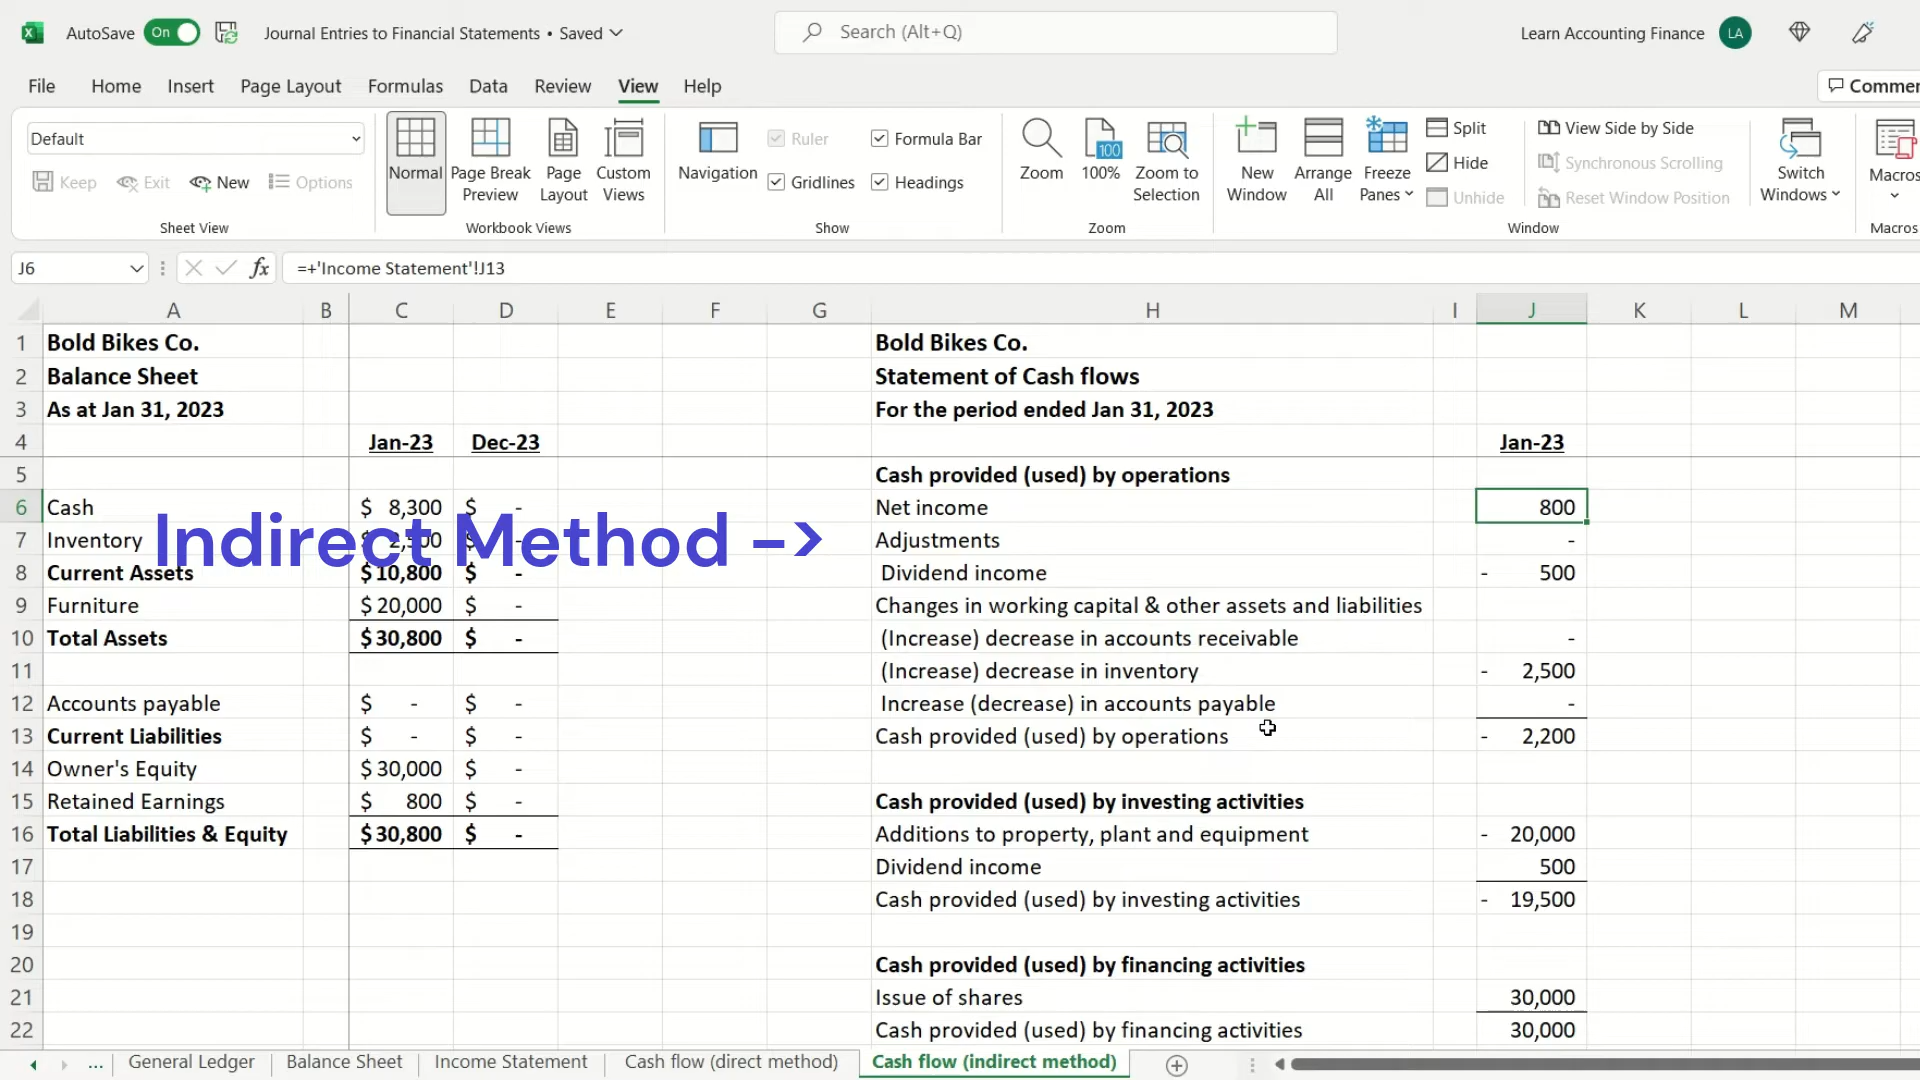 AutoSave On Journal Entries to Financial Statements • Saved Search (Alt+Q) Learn Accounting Finance LA
File Home Insert Page Layout Formulas Data Review View Help
Default
Keep Exit New Options
Sheet View
Normal Page Break Preview Page Layout Custom Views
Workbook Views
Navigation Ruler Formula Bar
Gridlines Headings
Show
Zoom 100 100% Zoom to Selection
Zoom
New Window Arrange All Freeze Panes
Split
Hide
Unhide
View Side by Side
Synchronous Scrolling
Reset Window Position
Switch Windows
Window
Macros
Macros
J6 fx =+'Income Statement'!J13
A B C D E F G H I J K L M
1 Bold Bikes Co. Bold Bikes Co.
2 Balance Sheet Statement of Cash flows
3 As at Jan 31, 2023 For the period ended Jan 31, 2023
4 Jan-23 Dec-23 Jan-23
5 Cash provided (used) by operations
6 Cash $ 8,300 $ - Net income 800
Indirect Method –>
7 Inventory Adjustments -
8 Current Assets $ 10,800 $ - Dividend income - 500
9 Furniture $ 20,000 $ - Changes in working capital & other assets and liabilities
10 Total Assets $ 30,800 $ - (Increase) decrease in accounts receivable -
11 (Increase) decrease in inventory - 2,500
12 Accounts payable $ - $ - Increase (decrease) in accounts payable -
13 Current Liabilities $ - $ - Cash provided (used) by operations - 2,200
14 Owner's Equity $ 30,000 $ -
15 Retained Earnings $ 800 $ - Cash provided (used) by investing activities
16 Total Liabilities & Equity $ 30,800 $ - Additions to property, plant and equipment - 20,000
17 Dividend income 500
18 Cash provided (used) by investing activities - 19,500
19
20 Cash provided (used) by financing activities
21 Issue of shares 30,000
22 Cash provided (used) by financing activities 30,000
... General Ledger Balance Sheet Income Statement Cash flow (direct method) Cash flow (indirect method)